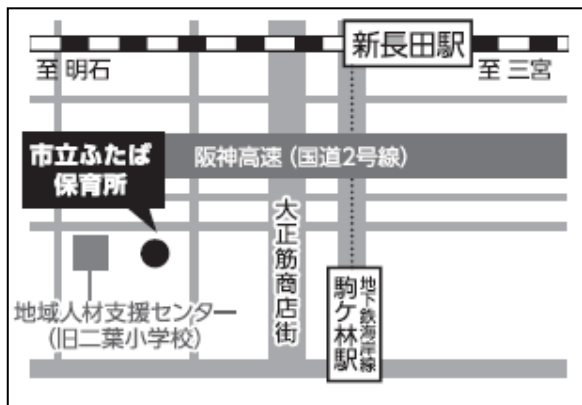 新長田駅
至 明石
至 三宮
市立ふたば
保育所
阪神高速（国道2号線）
大正筋商店街
地下鉄海岸線
駒ケ林駅
地域人材支援センター
（旧二葉小学校）